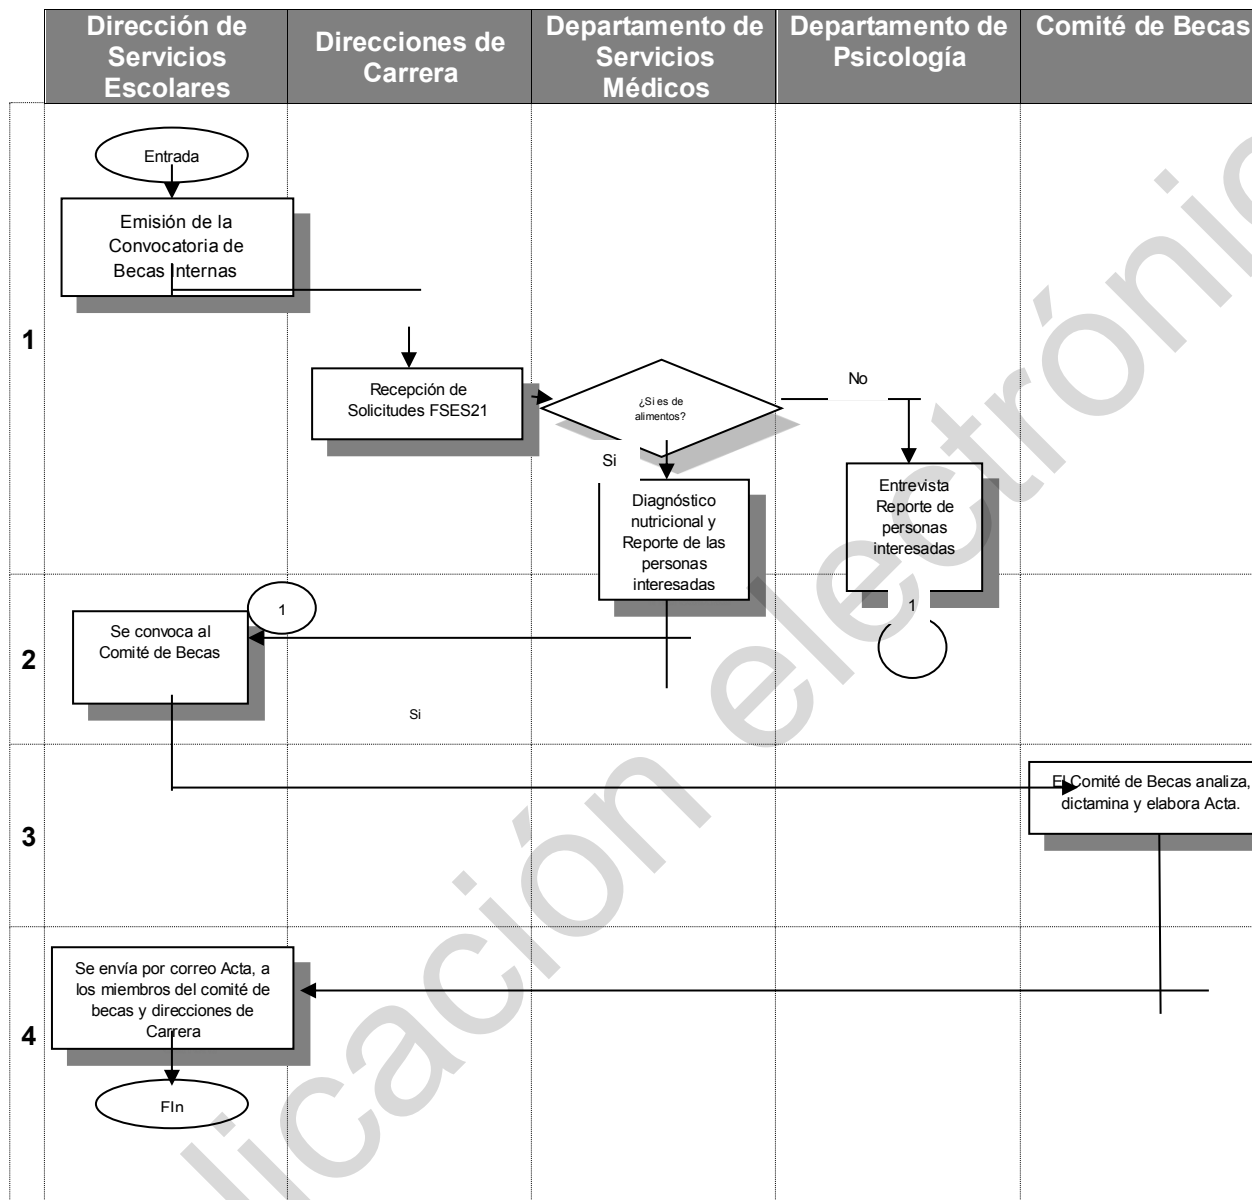 Dirección de
Servicios
Escolares
Direcciones de
Carrera
Departamento de
Servicios
Médicos
Departamento de
Psicología
Comité de Becas
Entrada
Emisión de la
Convocatoria de
Becas Internas
1
Recepción de
Solicitudes FSES21
¿Si es de
alimentos?
No
Si
Diagnóstico
nutricional y
Reporte de las
personas
interesadas
Entrevista
Reporte de
personas
interesadas
1
1
2
Se convoca al
Comité de Becas
Si
3
El Comité de Becas analiza,
dictamina y elabora Acta.
4
Se envía por correo Acta, a
los miembros del comité de
becas y direcciones de
Carrera
FIn
licación electrónic